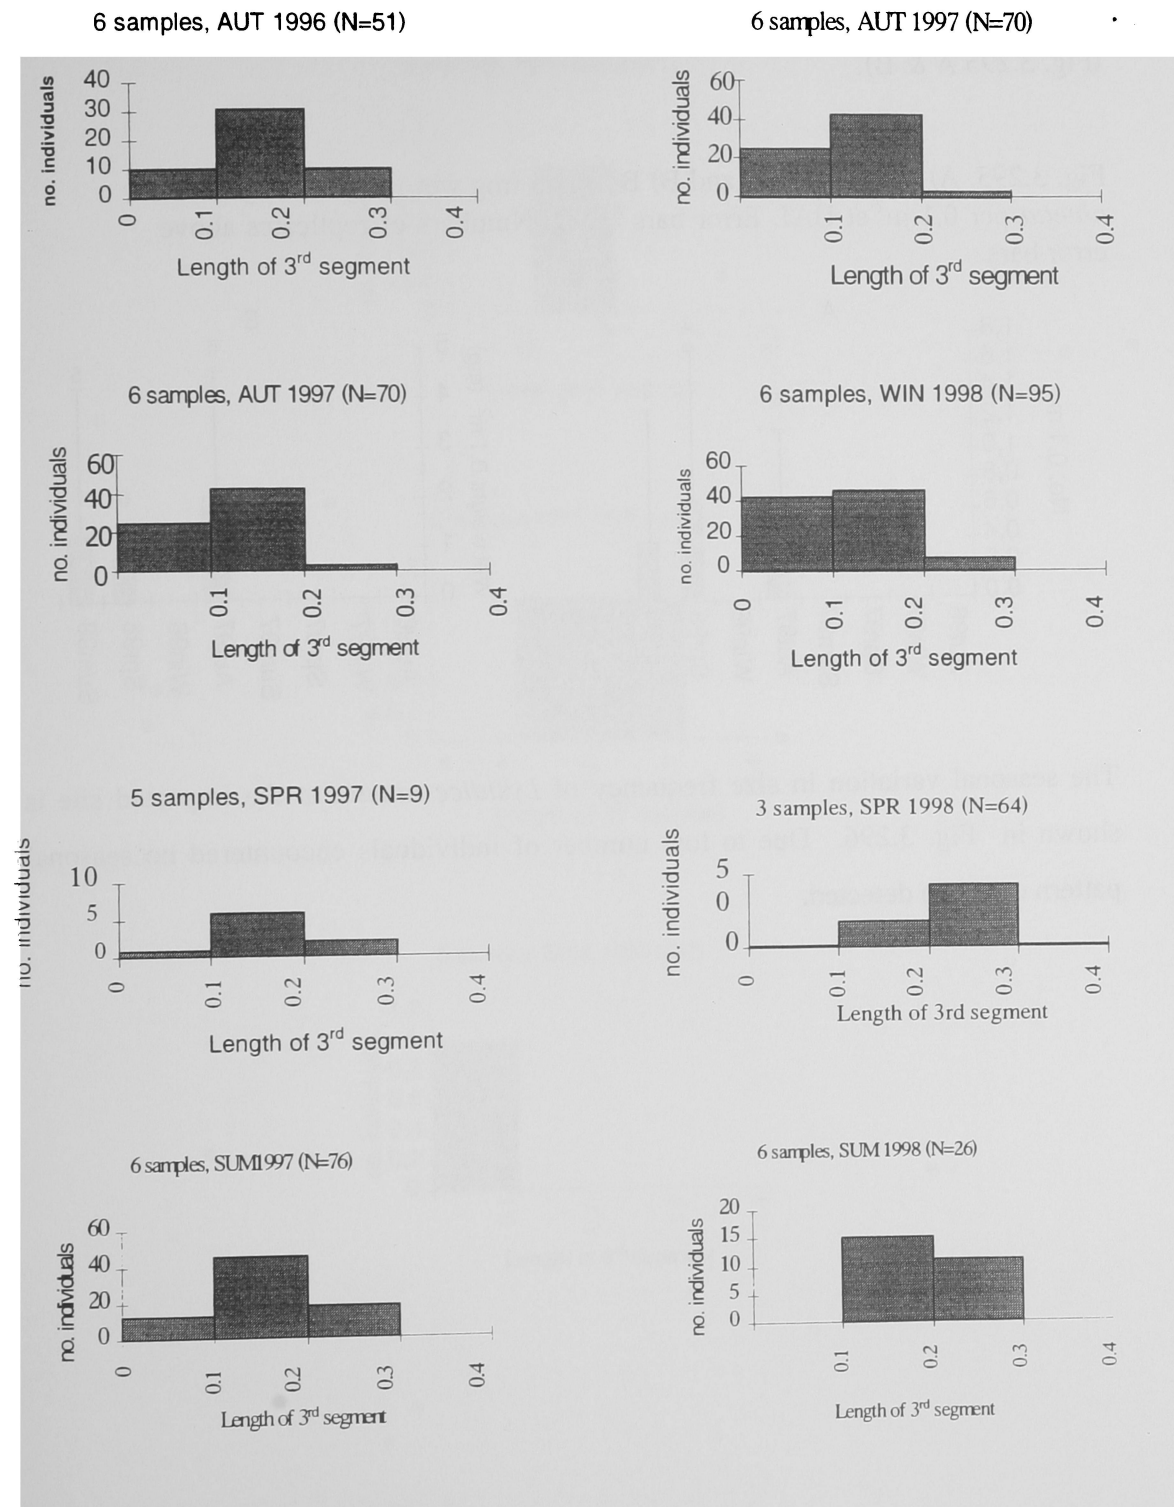 6 samples, AUT 1996 (N=51)
no. individuals
40
30
20
10
0
0 0.1 0.2 0.3 0.4
Length of 3rd segment
6 samples, AUT 1997 (N=70)
no. individuals
60
40
20
0
0.1 0.2 0.3 0.4
Length of 3rd segment
6 samples, AUT 1997 (N=70)
no. individuals
60
40
20
0
0.1 0.2 0.3 0.4
Length of 3rd segment
6 samples, WIN 1998 (N=95)
no. individuals
60
40
20
0
0 0.1 0.2 0.3 0.4
Length of 3rd segment
5 samples, SPR 1997 (N=9)
no. individuals
10
5
0
0 0.1 0.2 0.3 0.4
Length of 3rd segment
3 samples, SPR 1998 (N=64)
no. individuals
5
0
0
0 0.1 0.2 0.3 0.4
Length of 3rd segment
6 samples, SUM1997 (N=76)
no. individuals
60
40
20
0
0 0.1 0.2 0.3 0.4
Length of 3rd segment
6 samples, SUM 1998 (N=26)
no. individuals
20
15
10
5
0
0.1 0.2 0.3 0.4
Length of 3rd segment